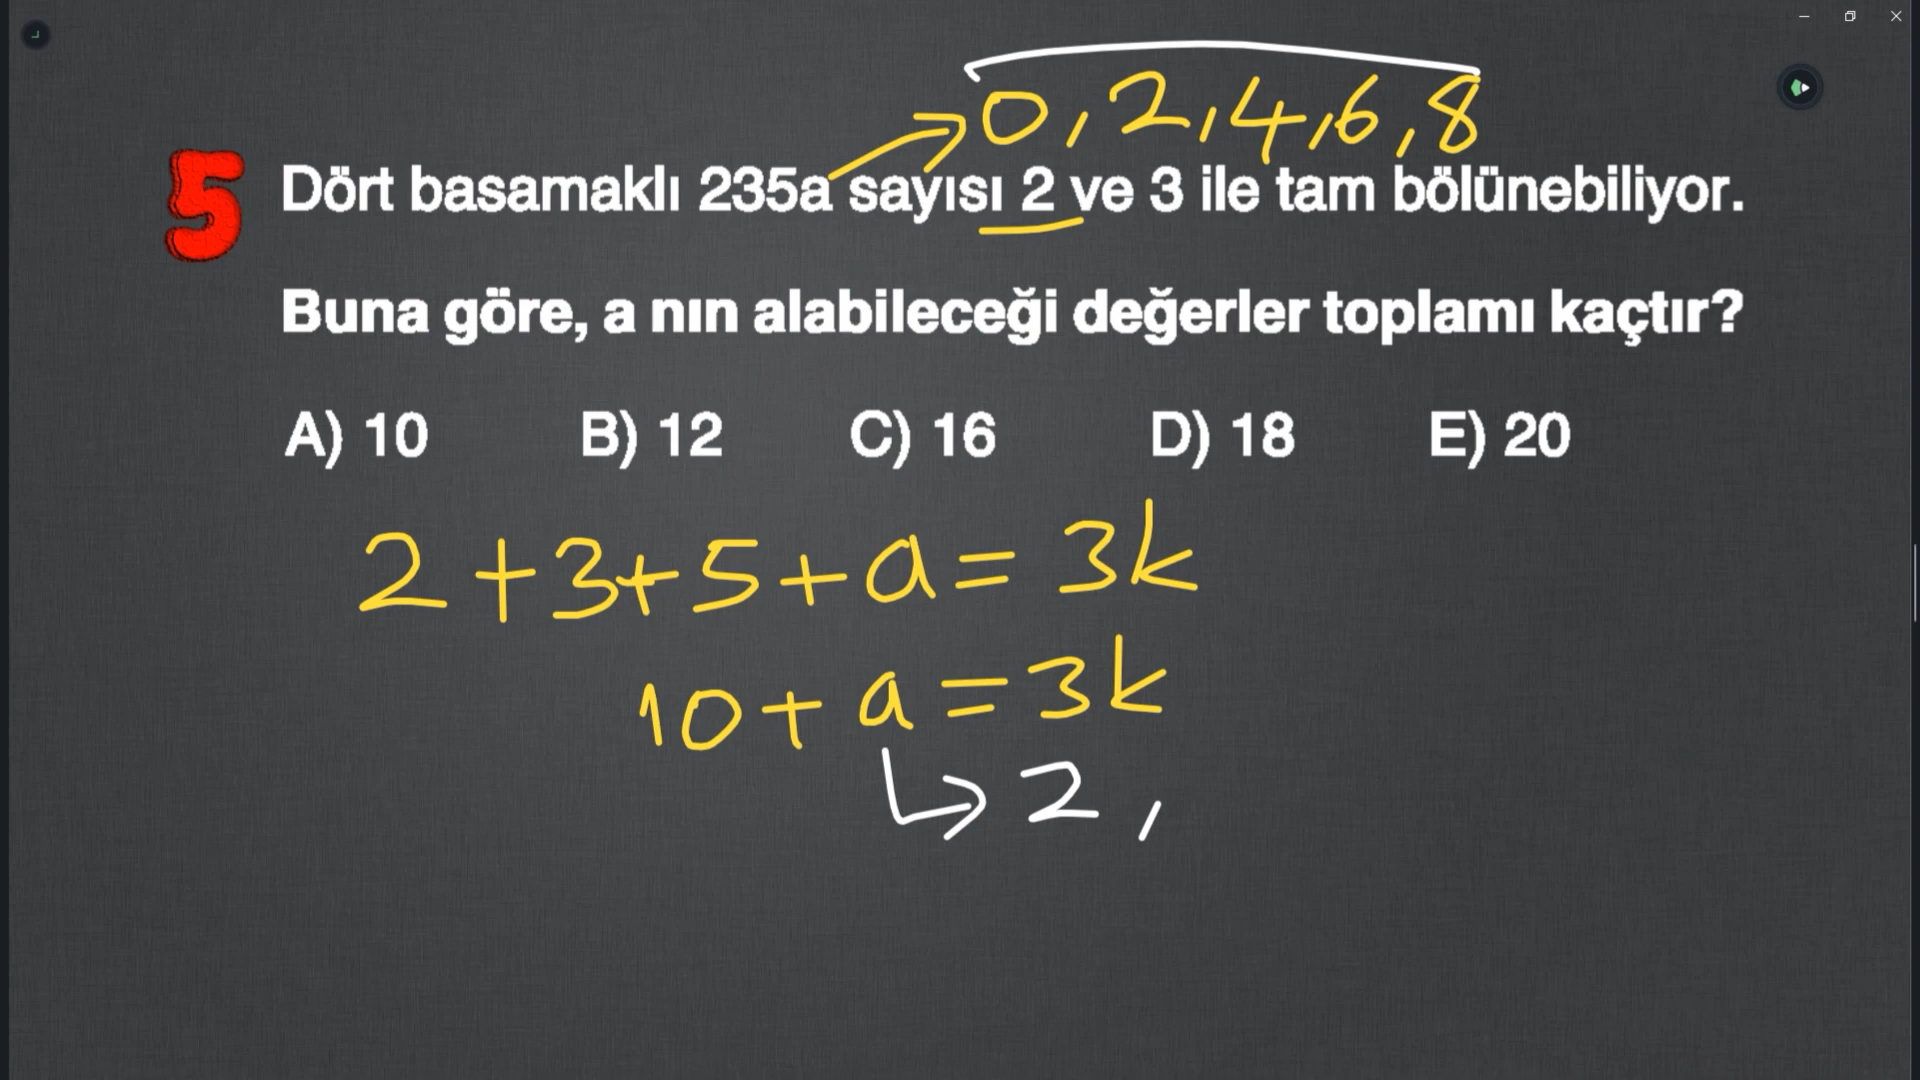 0, 2, 4, 6, 8
5 Dört basamaklı 235a sayısı 2 ve 3 ile tam bölünebiliyor.
Buna göre, a nın alabileceği değerler toplamı kaçtır?
A) 10 B) 12 C) 16 D) 18 E) 20
2 + 3 + 5 + a = 3k
10 + a = 3k
2 ,